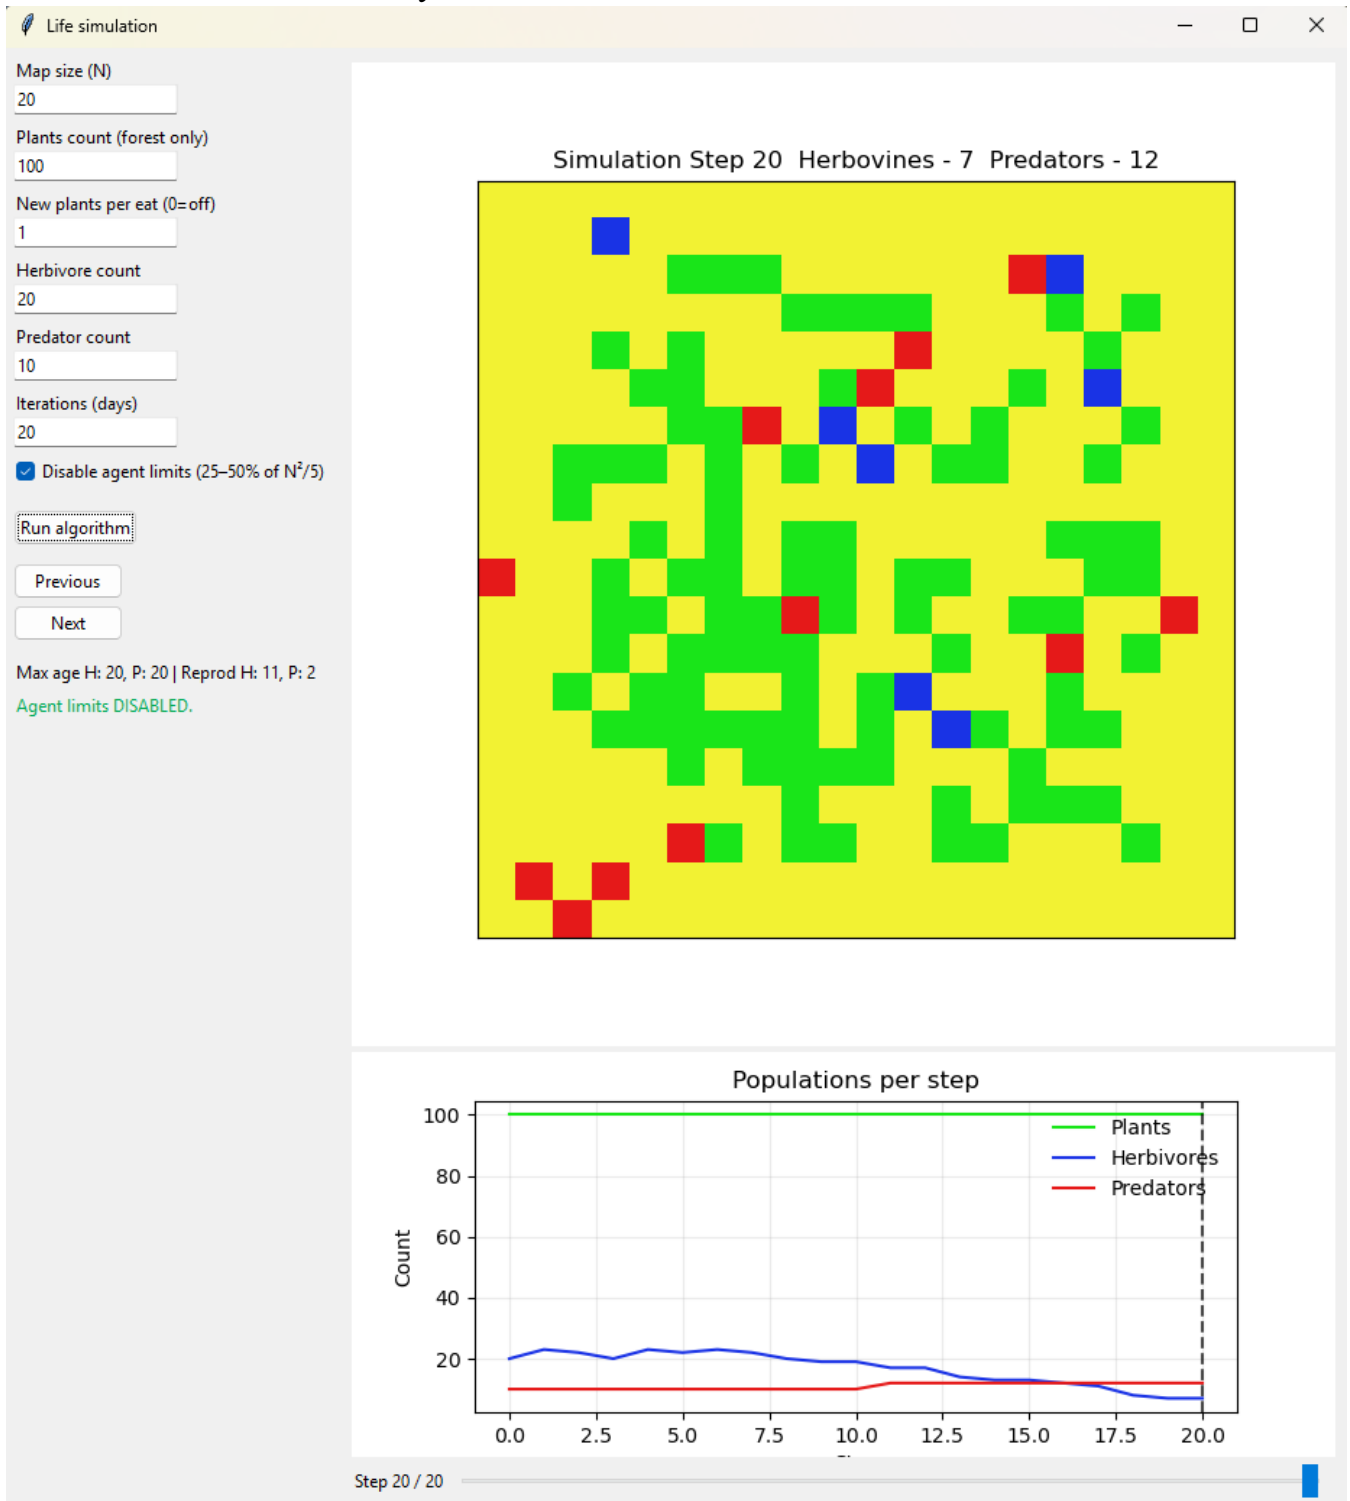 Life simulation
Map size (N)
20
Plants count (forest only)
100
New plants per eat (0=off)
1
Herbivore count
20
Predator count
10
Iterations (days)
20
Disable agent limits (25–50% of N²/5)
Run algorithm
Previous
Next
Max age H: 20, P: 20 | Reprod H: 11, P: 2
Agent limits DISABLED.
Simulation Step 20  Herbovines - 7  Predators - 12
Populations per step
Count
100
80
60
40
20
Plants
Herbivores
Predators
0.0 2.5 5.0 7.5 10.0 12.5 15.0 17.5 20.0
Step 20 / 20